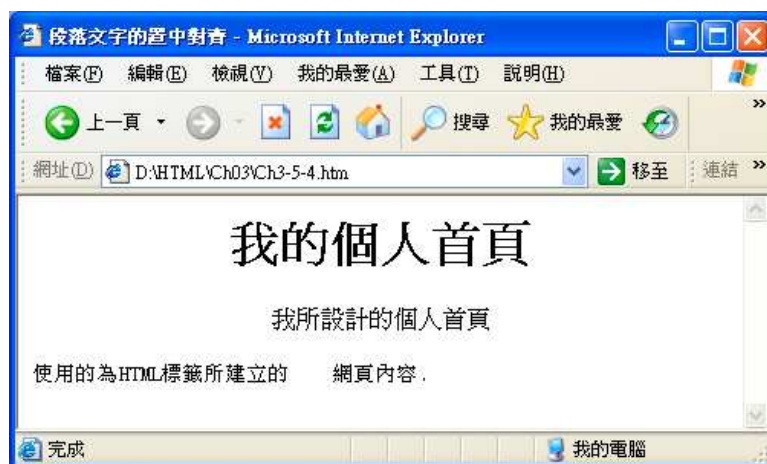 段落文字的置中對齊 - Microsoft Internet Explorer
檔案(F) 編輯(E) 檢視(V) 我的最愛(A) 工具(T) 說明(H)
上一頁 搜尋 我的最愛 »
網址(D) D:\HTML\Ch03\Ch3-5-4.htm 移至 連結 »
我的個人首頁
我所設計的個人首頁
使用的為HTML標籤所建立的 網頁內容.
完成 我的電腦